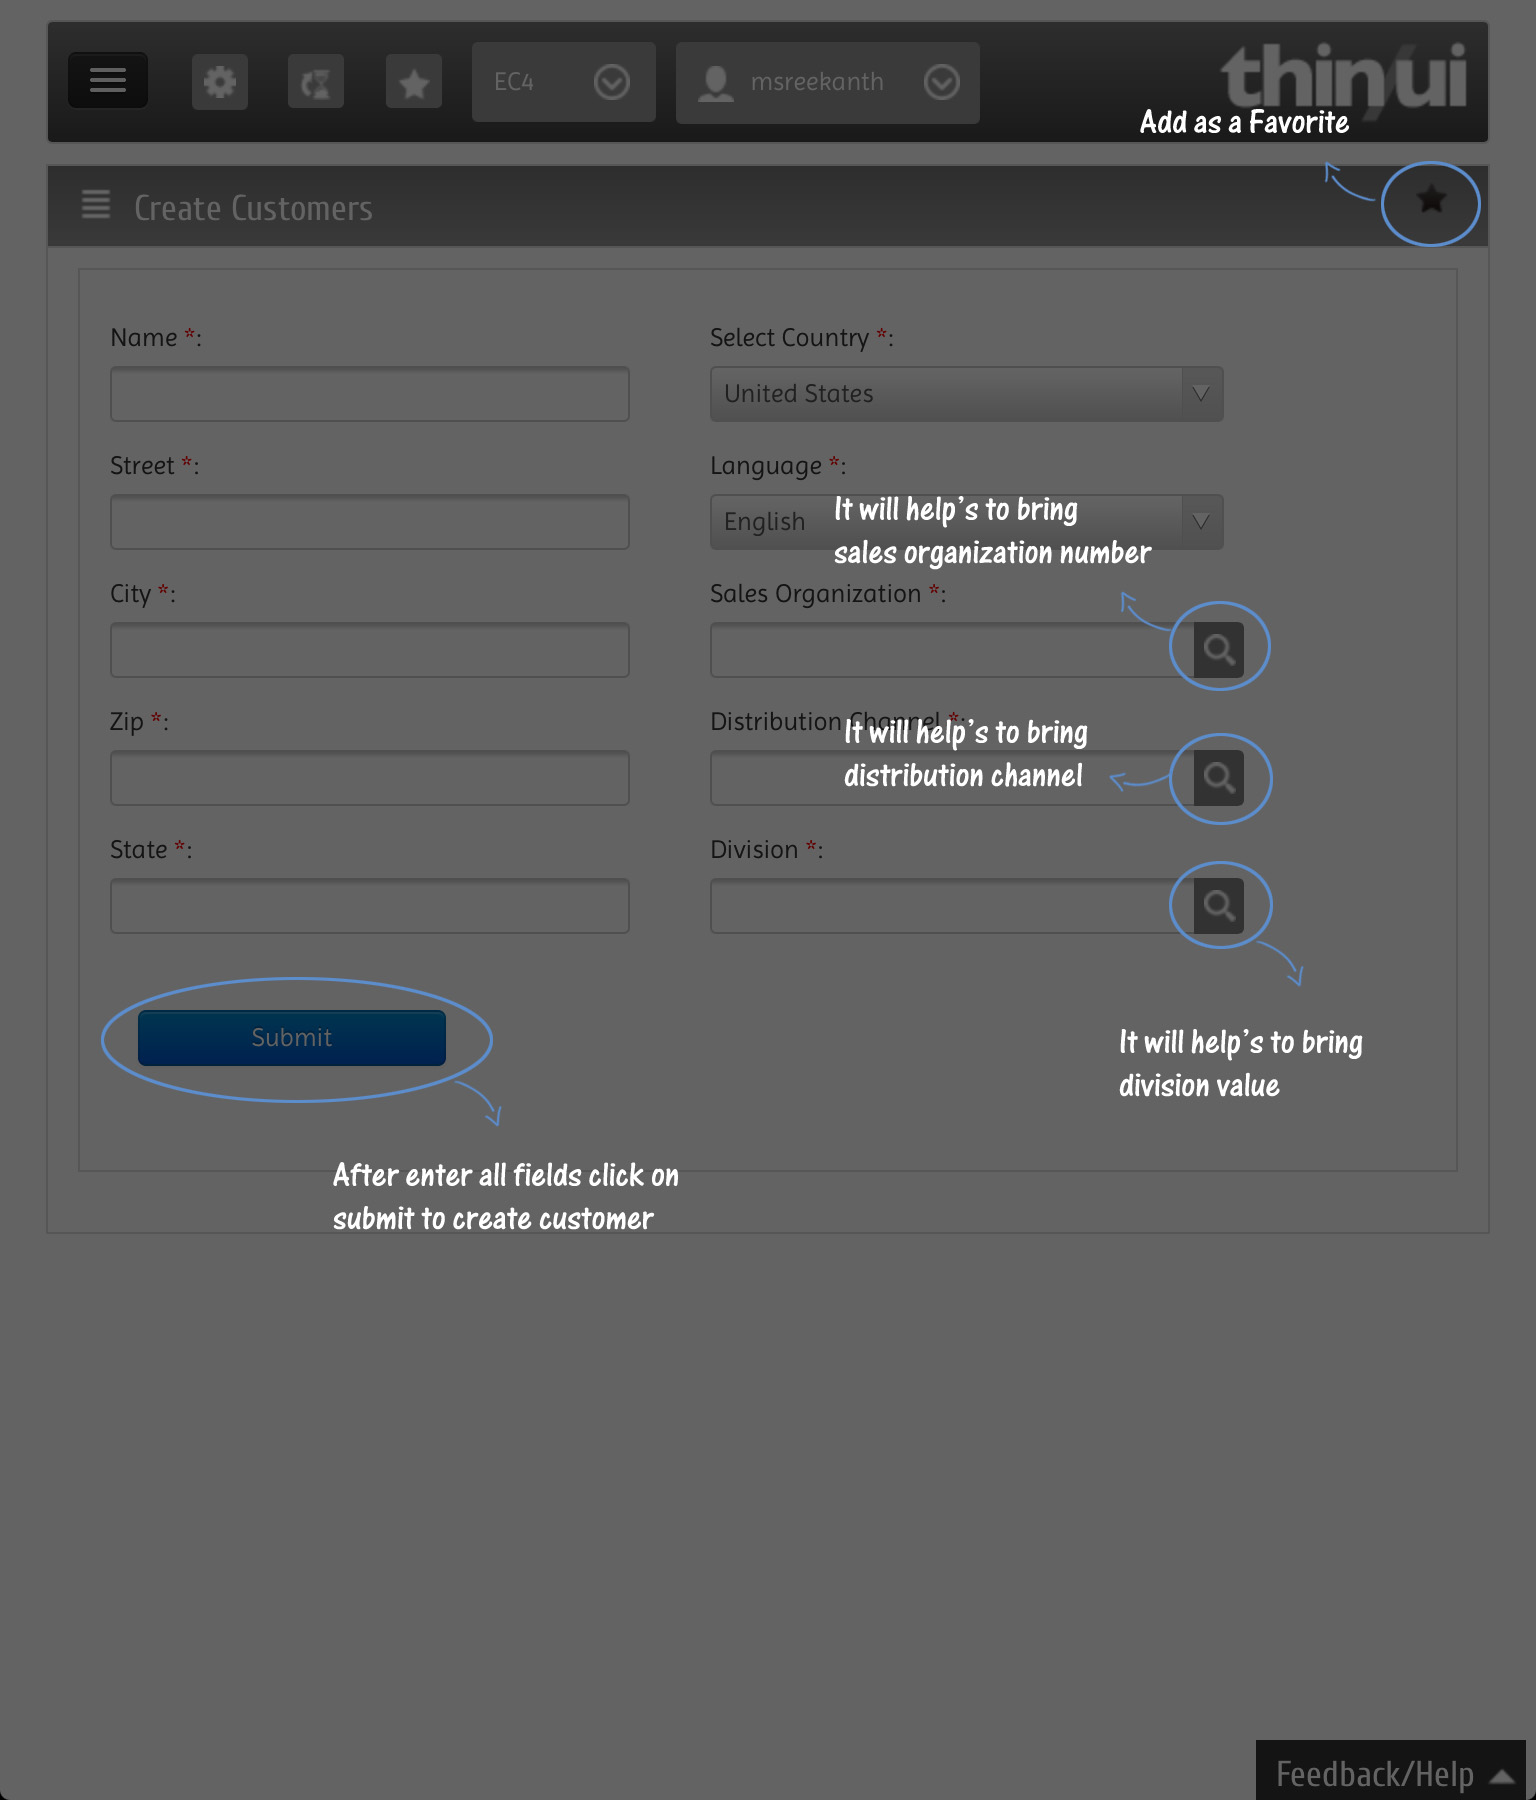 EC4
msreekanth
thin/ui
Add as a Favorite
Create Customers
Name *:
Select Country *:
United States
Street *:
Language *:
English
It will help's to bring
sales organization number
City *:
Sales Organization *:
Zip *:
Distribution Channel *:
It will help's to bring
distribution channel
State *:
Division *:
Submit
It will help's to bring
division value
After enter all fields click on
submit to create customer
Feedback/Help